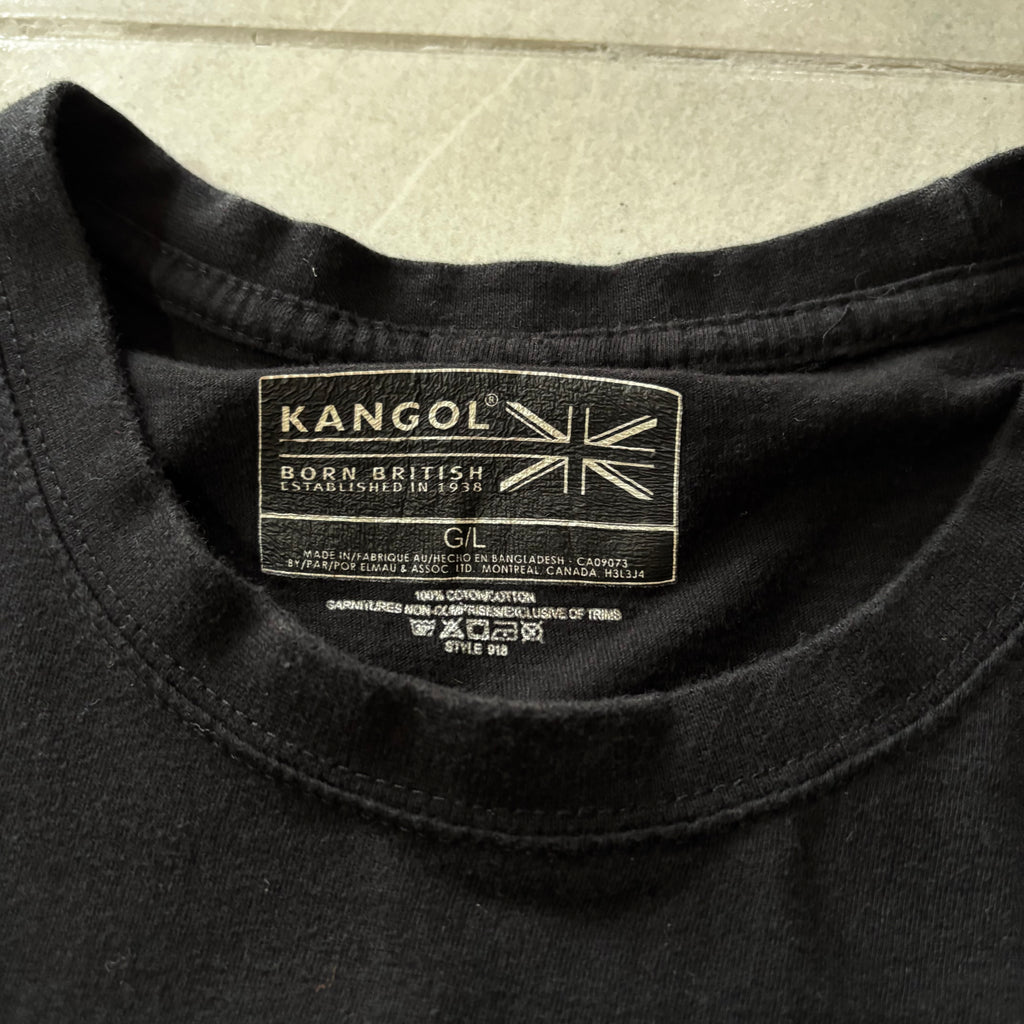 KANGOL®
BORN BRITISH
ESTABLISHED IN 1938
G/L
MADE IN/FABRIQUE AU/HECHO EN BANGLADESH - CA09073
BY/PAR/POR ELMAU & ASSOC. LTD. MONTREAL, CANADA, H3L3J4
100% COTON/COTTON
GARNITURES NON-COMPRISES/EXCLUSIVE OF TRIMS
STYLE 918